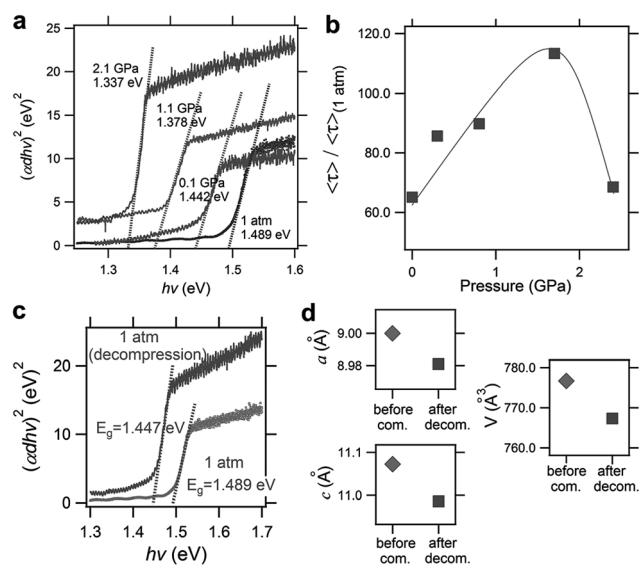 a
(αdhν)² (eV)²
25
20
15
10
5
0
2.1 GPa
1.337 eV
1.1 GPa
1.378 eV
0.1 GPa
1.442 eV
1 atm
1.489 eV
1.3 1.4 1.5 1.6
hν (eV)
b
<τ> / <τ>(1 atm)
120.0
100.0
80.0
60.0
0 1 2
Pressure (GPa)
c
(αdhν)² (eV)²
20
10
0
1 atm
(decompression)
Eg=1.447 eV
1 atm
Eg=1.489 eV
1.3 1.4 1.5 1.6 1.7
hν (eV)
d
a (Å)
9.00
8.98
before after
com. decom.
c (Å)
11.1
11.0
before after
com. decom.
V (Å³)
780.0
770.0
760.0
before after
com. decom.